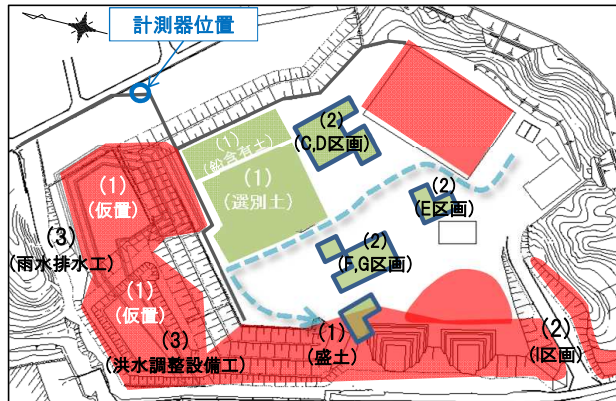 計測器位置
(1)
(鉛含有土)
(2)
(C,D区画)
(1)
(選別土)
(2)
(E区画)
(1)
(仮置)
(3)
(雨水排水工)
(2)
(F,G区画)
(1)
(仮置)
(3)
(洪水調整設備工)
(1)
(盛土)
(2)
(I区画)